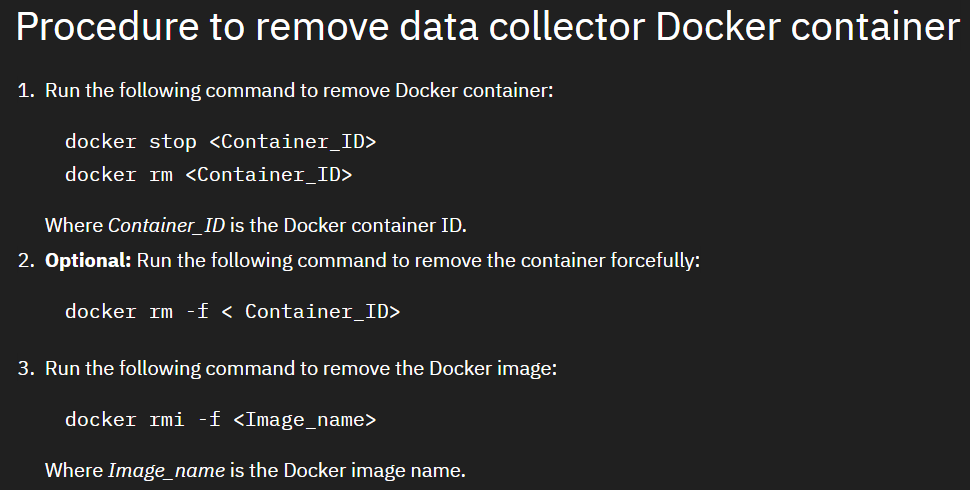 Procedure to remove data collector Docker container
1. Run the following command to remove Docker container:
docker stop <Container_ID>
docker rm <Container_ID>
Where Container_ID is the Docker container ID.
2. Optional: Run the following command to remove the container forcefully:
docker rm -f < Container_ID>
3. Run the following command to remove the Docker image:
docker rmi -f <Image_name>
Where Image_name is the Docker image name.